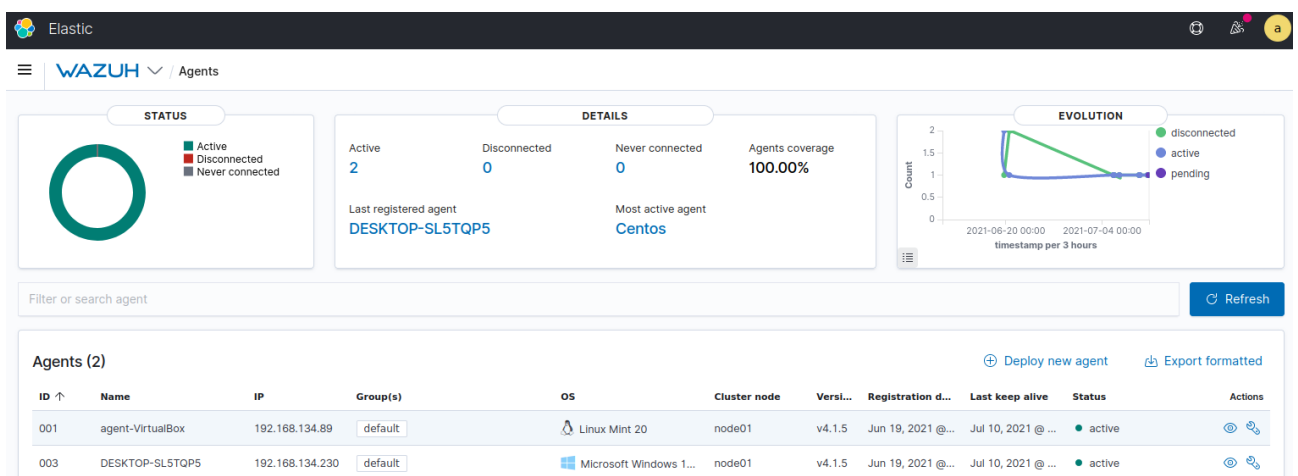 Elastic
a
WAZUH / Agents
STATUS
Active
Disconnected
Never connected
DETAILS
Active Disconnected Never connected Agents coverage
2 0 0 100.00%
Last registered agent Most active agent
DESKTOP-SL5TQP5 Centos
EVOLUTION
2
1.5
1
0.5
0
Count
2021-06-20 00:00 2021-07-04 00:00
timestamp per 3 hours
disconnected
active
pending
Filter or search agent
Refresh
Agents (2)
Deploy new agent Export formatted
ID Name IP Group(s) OS Cluster node Versi... Registration d... Last keep alive Status Actions
001 agent-VirtualBox 192.168.134.89 default Linux Mint 20 node01 v4.1.5 Jun 19, 2021 @... Jul 10, 2021 @ ... active
003 DESKTOP-SL5TQP5 192.168.134.230 default Microsoft Windows 1... node01 v4.1.5 Jun 19, 2021 @... Jul 10, 2021 @ ... active